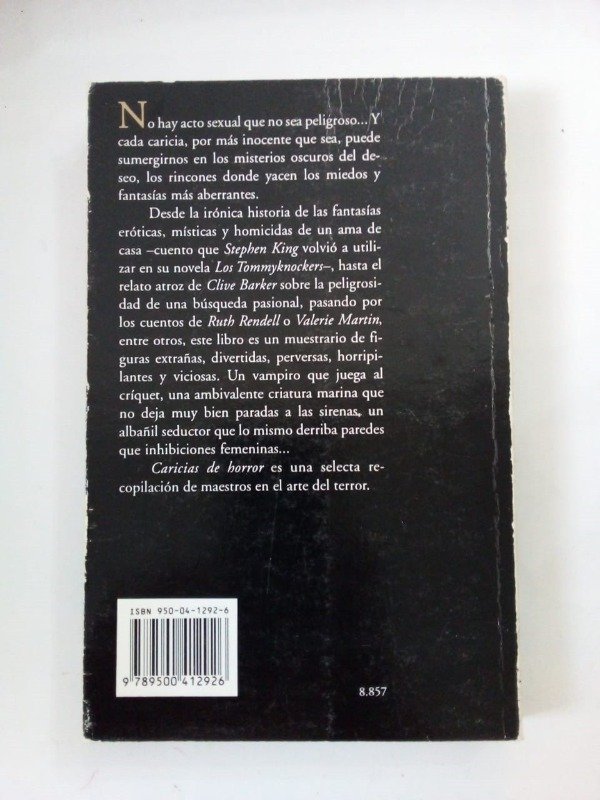 No hay acto sexual que no sea peligroso... Y
cada caricia, por más inocente que sea, puede
sumergirnos en los misterios oscuros del de-
seo, los rincones donde yacen los miedos y
fantasías más aberrantes.
Desde la irónica historia de las fantasías
eróticas, místicas y homicidas de un ama de
casa –cuento que Stephen King volvió a utili-
zar en su novela Los Tommyknockers–, hasta el
relato atroz de Clive Barker sobre la peligrosi-
dad de una búsqueda pasional, pasando por
los cuentos de Ruth Rendell o Valerie Martin,
entre otros, este libro es un muestrario de fi-
guras extrañas, divertidas, perversas, horripi-
lantes y viciosas. Un vampiro que juega al
críquet, una ambivalente criatura marina que
no deja muy bien paradas a las sirenas, un
albañil seductor que lo mismo derriba paredes
que inhibiciones femeninas...
Caricias de horror es una selecta re-
copilación de maestros en el arte del terror.
ISBN 950-04-1292-6
9 789500 412926
8.857